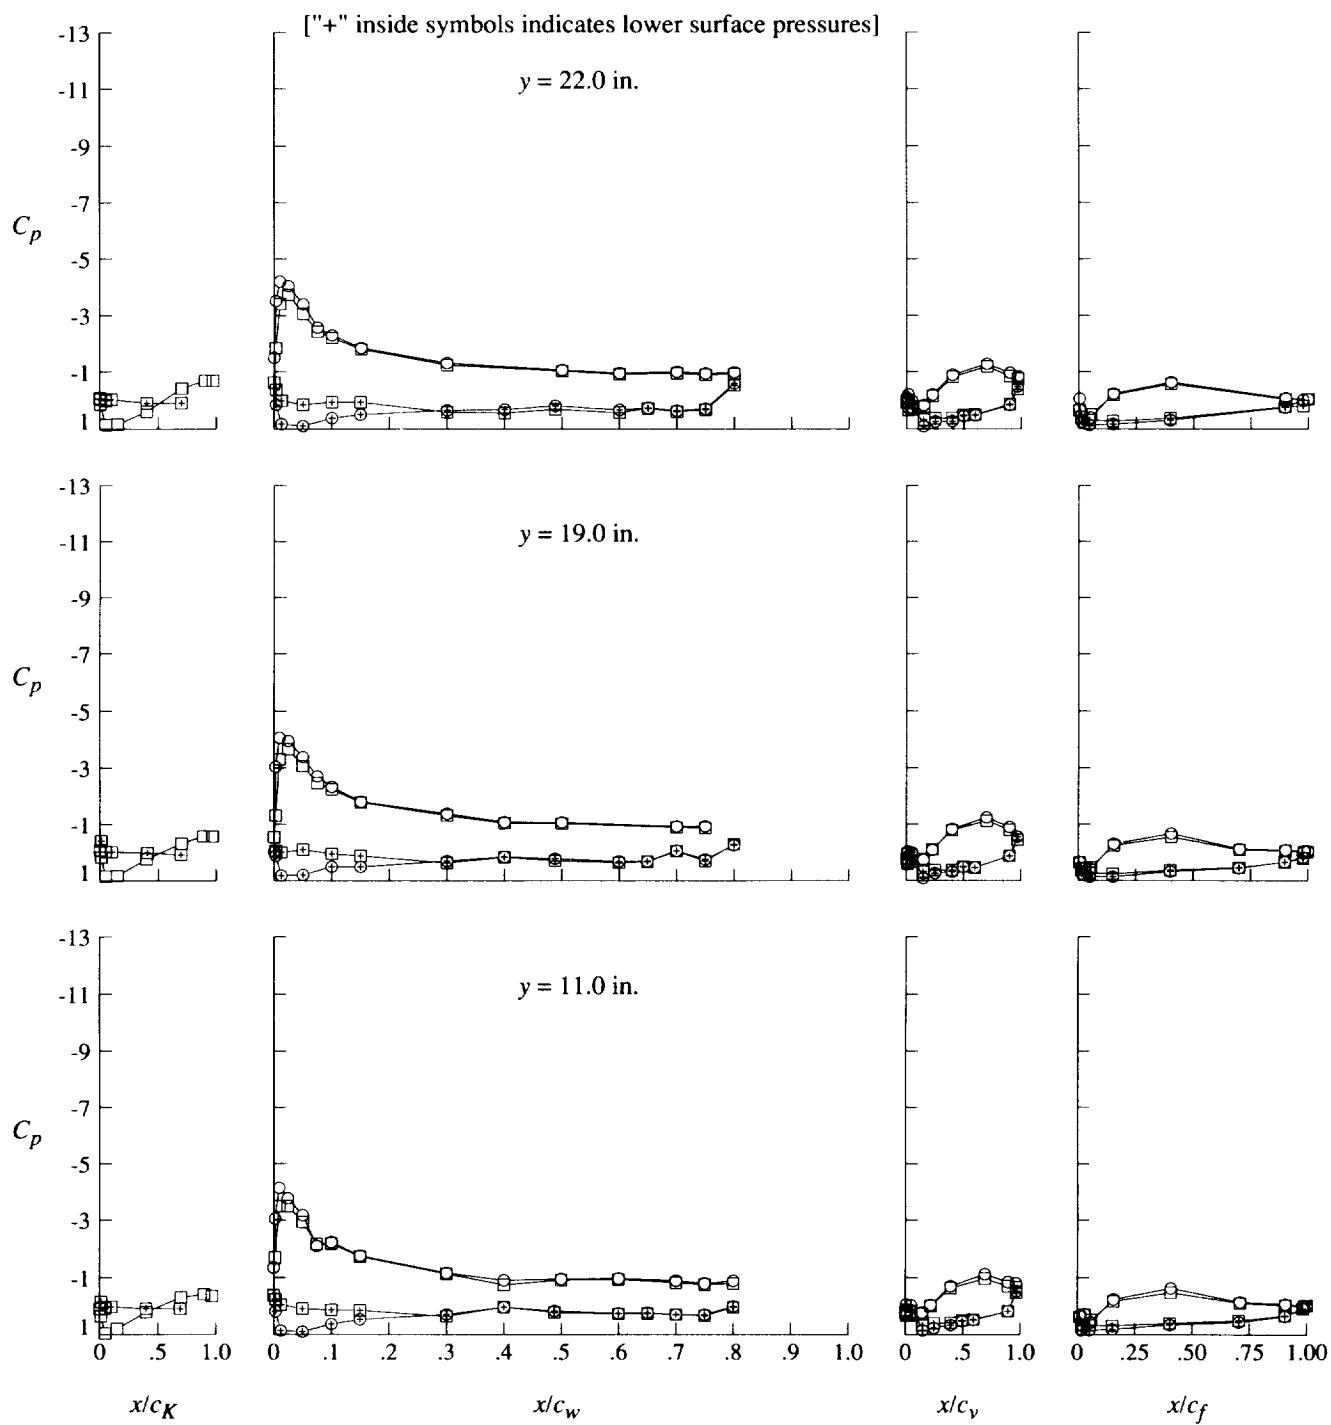 ["+" inside symbols indicates lower surface pressures]
y = 22.0 in.
-13
-11
-9
-7
-5
-3
-1
1
C_p
y = 19.0 in.
-13
-11
-9
-7
-5
-3
-1
1
C_p
y = 11.0 in.
-13
-11
-9
-7
-5
-3
-1
1
C_p
0 .5 1.0 0 .1 .2 .3 .4 .5 .6 .7 .8 .9 1.0 0 .5 1.0 0 .25 .50 .75 1.00
x/c_K x/c_w x/c_v x/c_f